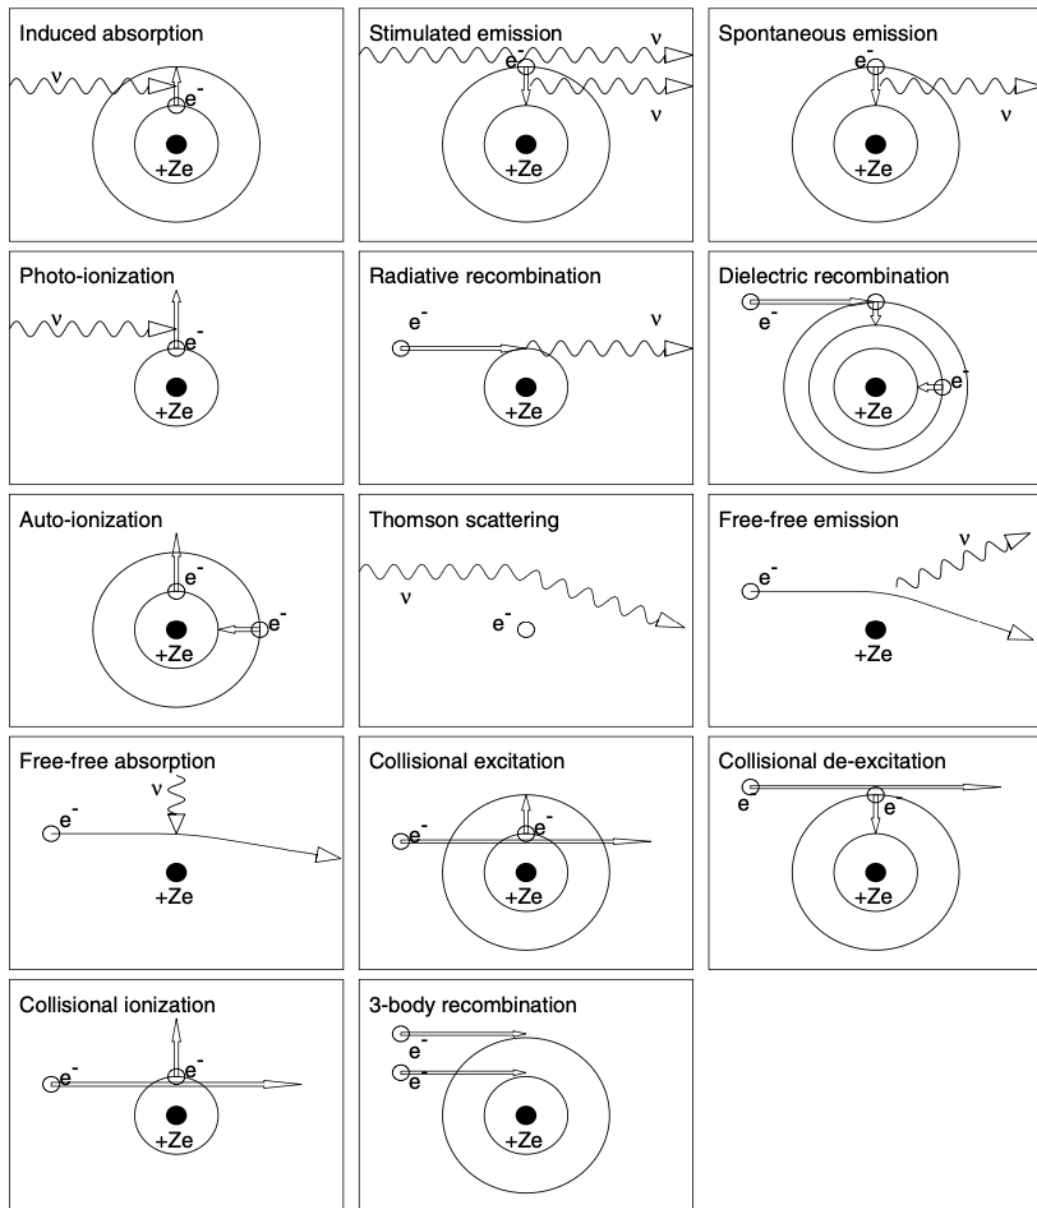 Induced absorption
ν
e-
+Ze
Stimulated emission
ν
e-
ν
+Ze
Spontaneous emission
e-
ν
+Ze
Photo-ionization
ν
e-
+Ze
Radiative recombination
e-
ν
+Ze
Dielectric recombination
e-
e-
+Ze
Auto-ionization
e-
e-
+Ze
Thomson scattering
ν
e-
Free-free emission
ν
e-
+Ze
Free-free absorption
ν
e-
+Ze
Collisional excitation
e-
e-
+Ze
Collisional de-excitation
e-
e-
+Ze
Collisional ionization
e-
e-
+Ze
3-body recombination
e-
e-
+Ze